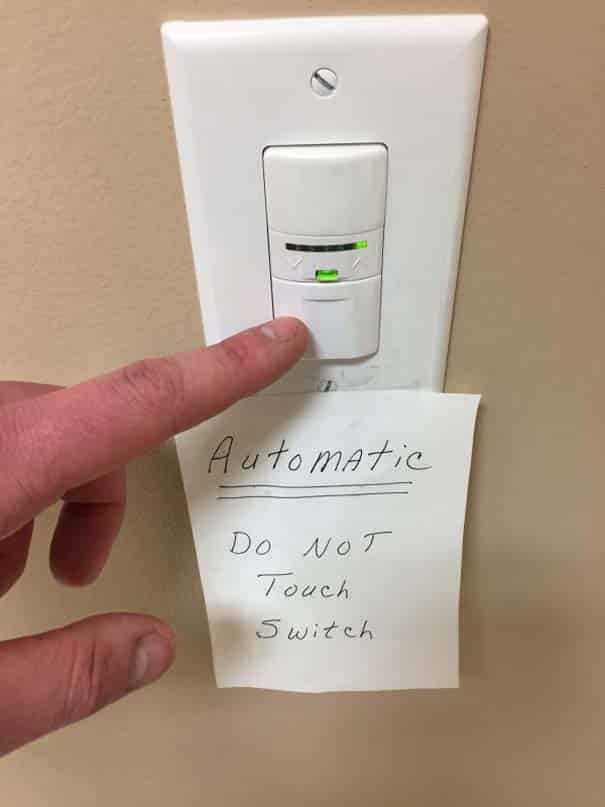 Automatic
Do NOT
Touch
Switch